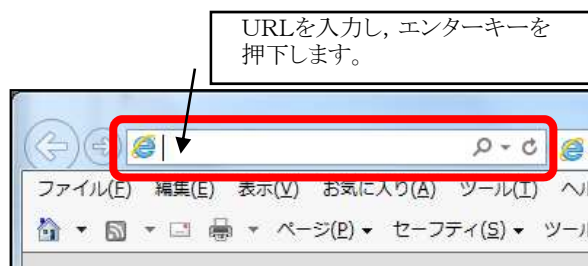 URLを入力し，エンターキーを
押下します。
ファイル(F) 編集(E) 表示(V) お気に入り(A) ツール(T)
ページ(P) セーフティ(S)